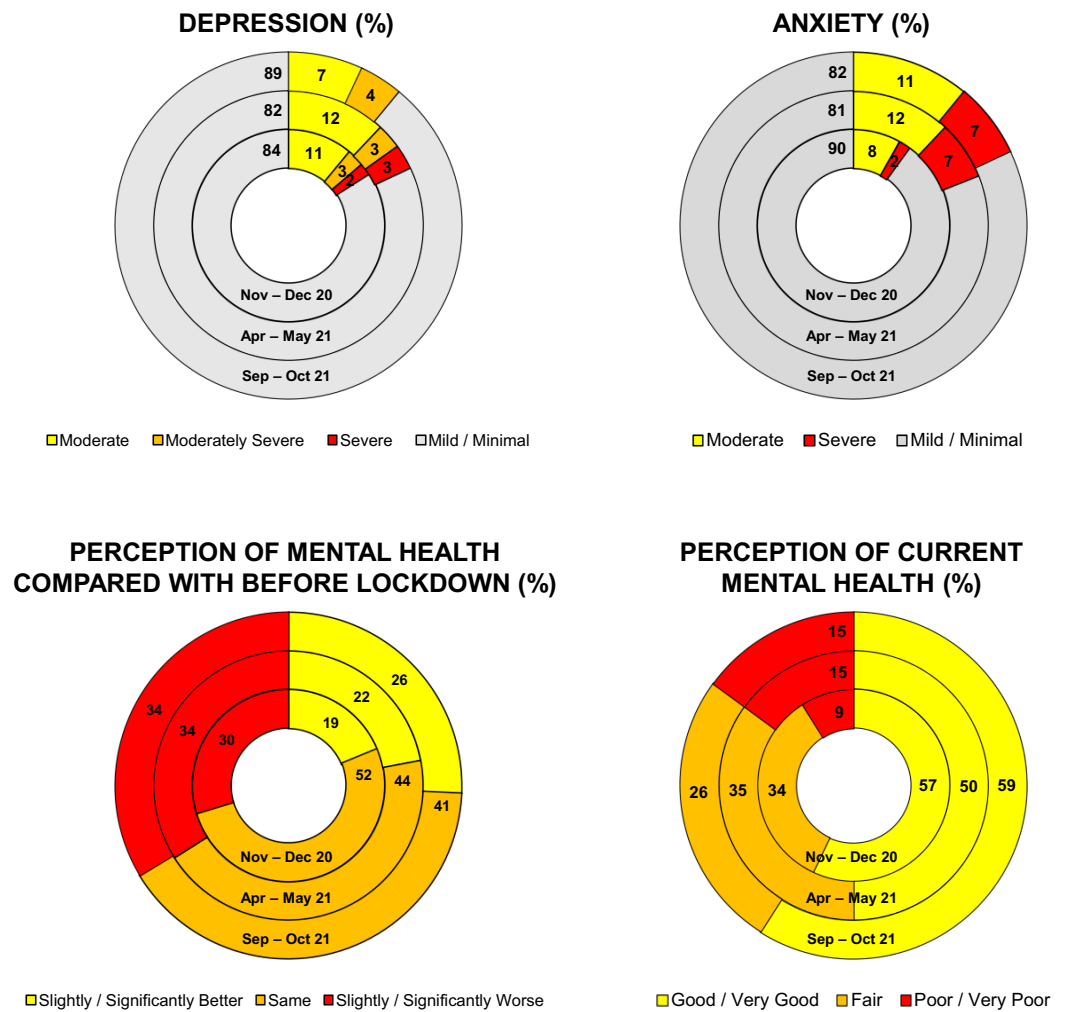 DEPRESSION (%)
89 7 4
82 12 3 3
84 11 3 2
Nov – Dec 20
Apr – May 21
Sep – Oct 21
Moderate Moderately Severe Severe Mild / Minimal
ANXIETY (%)
82 11 7
81 12 7
90 8 2
Nov – Dec 20
Apr – May 21
Sep – Oct 21
Moderate Severe Mild / Minimal
PERCEPTION OF MENTAL HEALTH
COMPARED WITH BEFORE LOCKDOWN (%)
34 26 41
34 22 44
30 19 52
Nov – Dec 20
Apr – May 21
Sep – Oct 21
Slightly / Significantly Better Same Slightly / Significantly Worse
PERCEPTION OF CURRENT
MENTAL HEALTH (%)
15
15
9
26 35 34 57 50 59
Nov – Dec 20
Apr – May 21
Sep – Oct 21
Good / Very Good Fair Poor / Very Poor